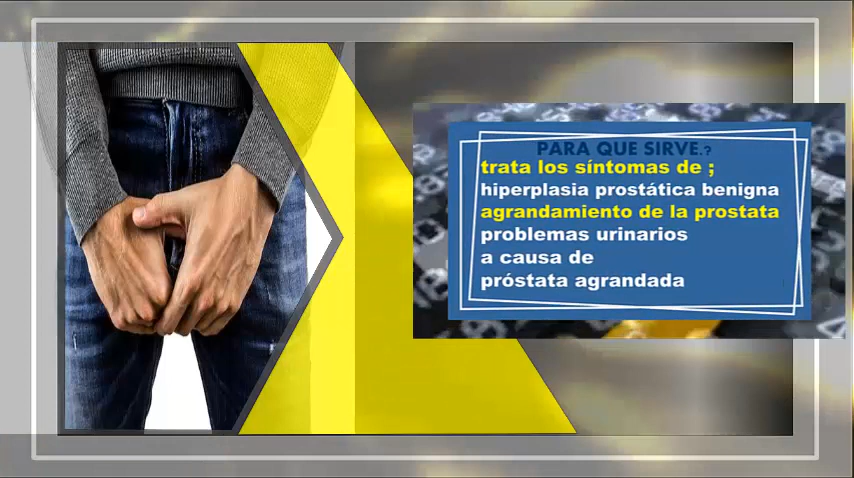 PARA QUE SIRVE.?
trata los síntomas de ;
hiperplasia prostática benigna
agrandamiento de la prostata
problemas urinarios
a causa de
próstata agrandada